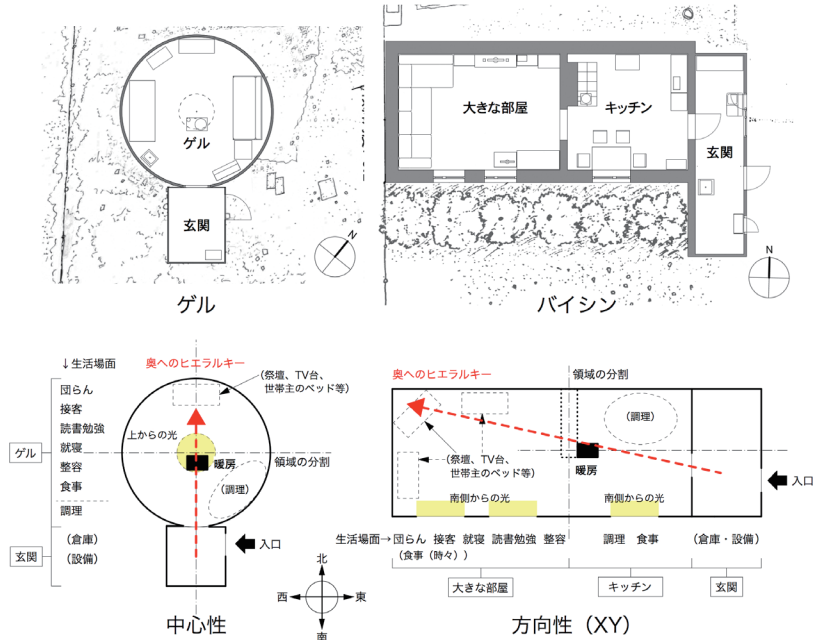 ゲル
玄関
N
ゲル
大きな部屋
キッチン
玄関
N
バイシン
↓生活場面
奥へのヒエラルキー
(祭壇、TV台、
世帯主のベッド等)
団らん
接客
読書勉強
就寝
整容
食事
調理
(倉庫)
(設備)
ゲル
玄関
上からの光
領域の分割
暖房
(調理)
入口
北
西
東
南
中心性
奥へのヒエラルキー
領域の分割
(調理)
(祭壇、TV台、
世帯主のベッド等)
暖房
入口
南側からの光
南側からの光
生活場面→団らん 接客 就寝 読書勉強 整容
(食事(時々))
調理 食事
(倉庫・設備)
大きな部屋
キッチン
玄関
方向性(XY)